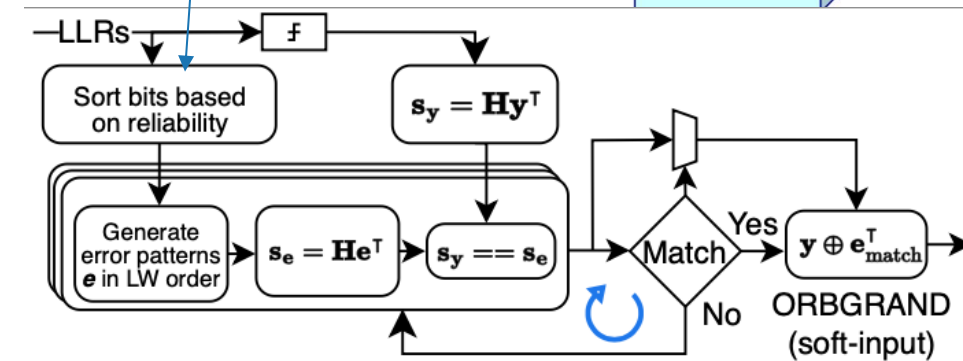 LLRs
Sort bits based
on reliability
s_y = Hy^T
Generate
error patterns
e in LW order
s_e = He^T
s_y == s_e
Match
Yes
No
y ⊕ e^T_match
ORBGRAND
(soft-input)